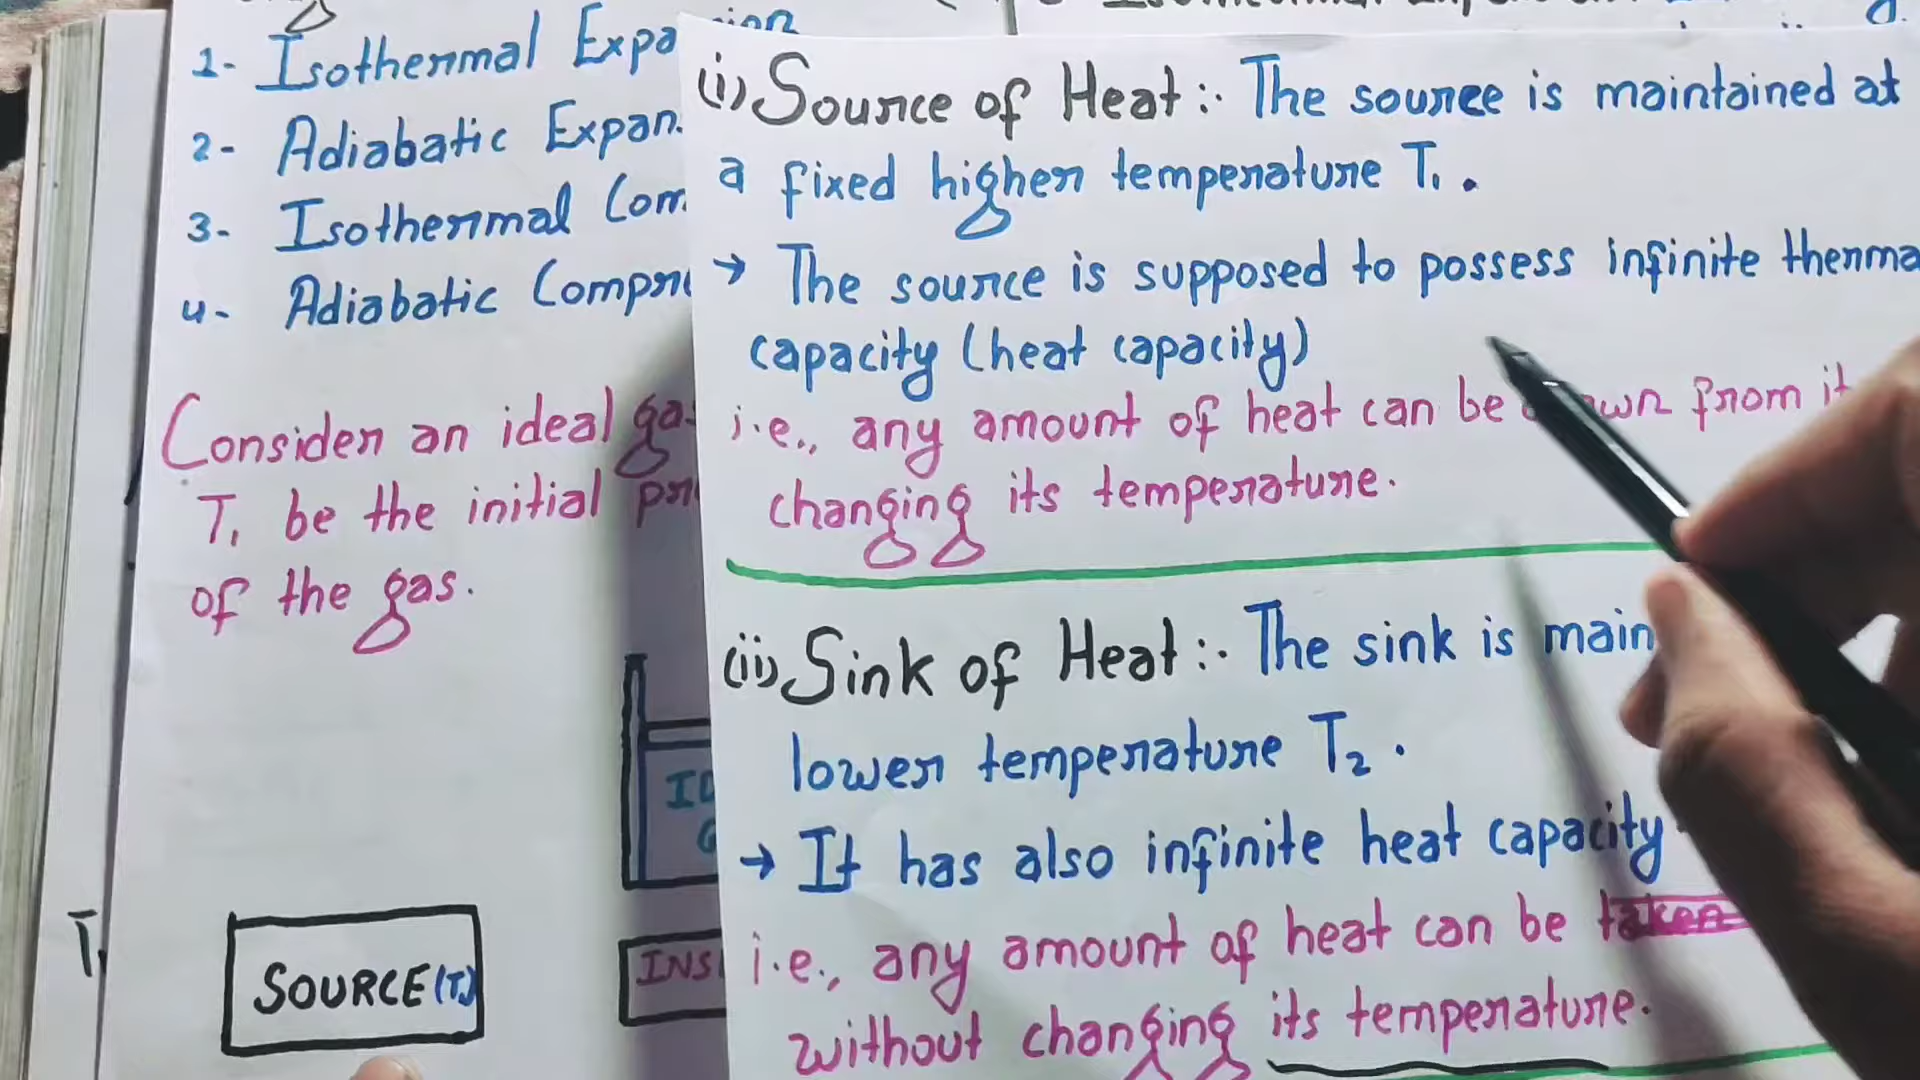 1- Isothermal Expa
2- Adiabatic Expan.
3- Isothermal Com
4- Adiabatic Compr
Consider an ideal gas
T₁ be the initial pr
of the gas.
SOURCE (T₁)
INS
T₁
(i) Source of Heat :- The source is maintained at
a fixed higher temperature T₁ .
→ The source is supposed to possess infinite therma
capacity (heat capacity)
i.e., any amount of heat can be from it
changing its temperature.
(ii) Sink of Heat :- The sink is main
lower temperature T₂ .
→ It has also infinite heat capacity
i.e., any amount of heat can be taken
without changing its temperature.